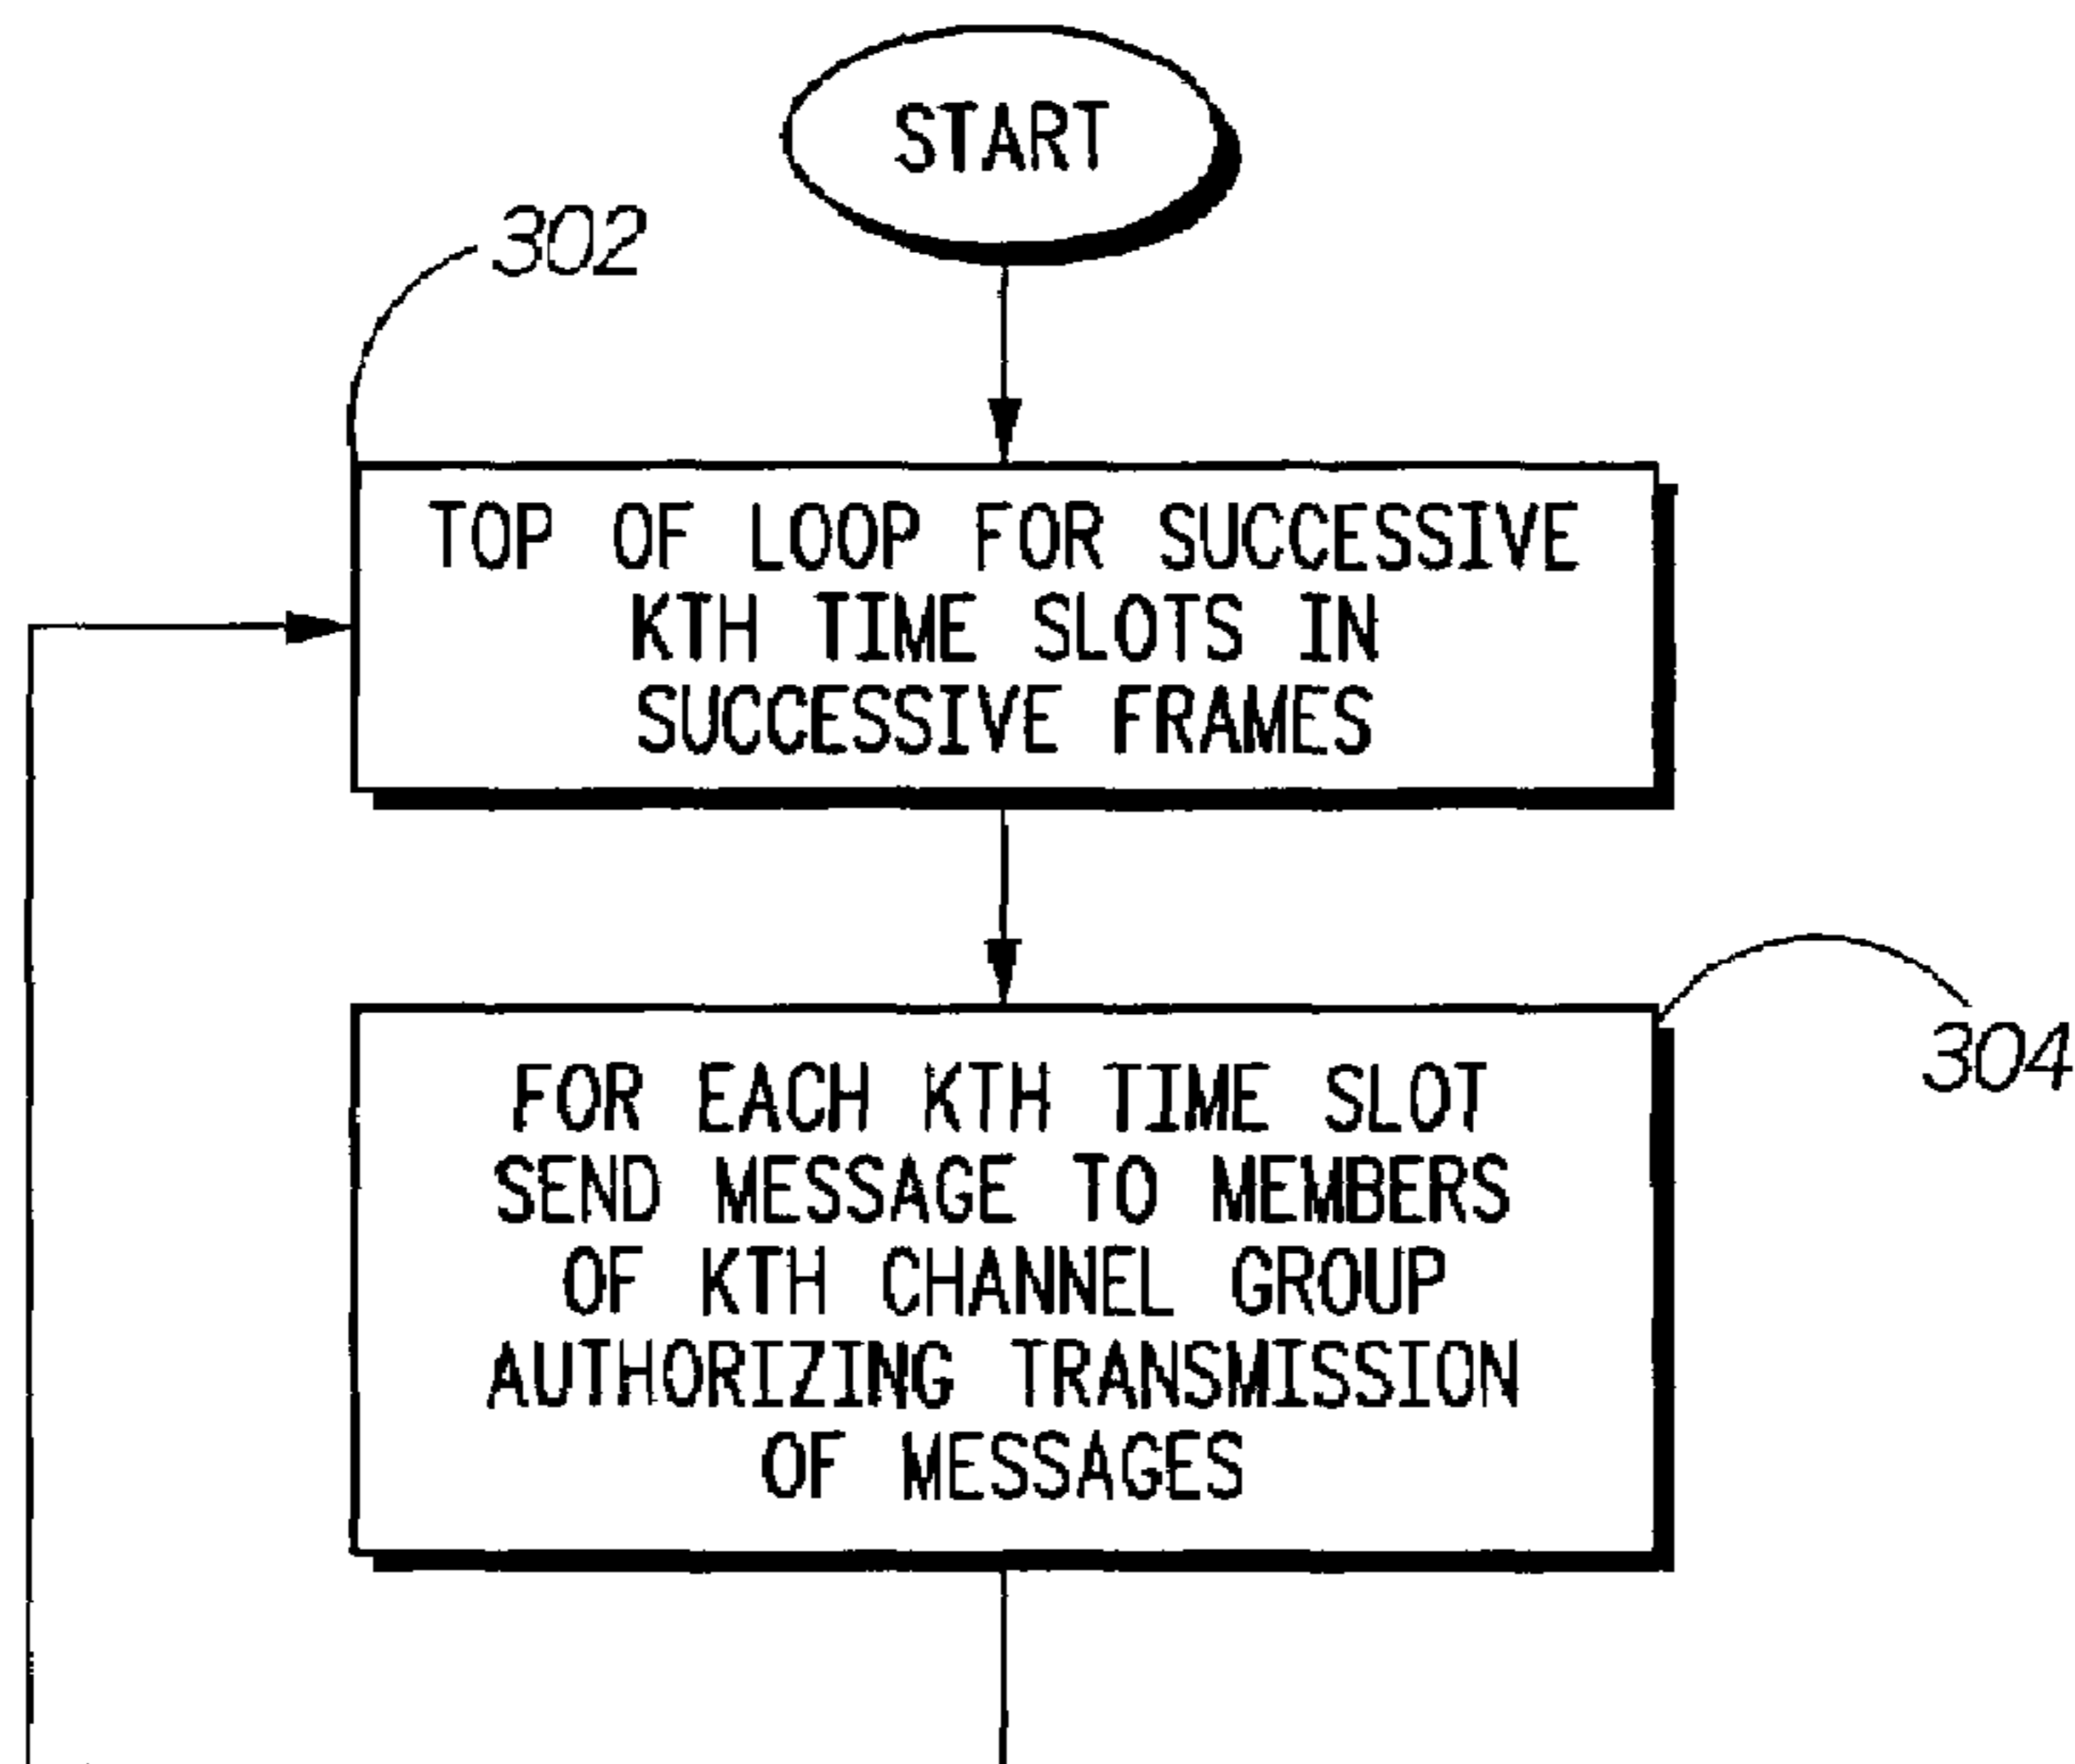 START
302
TOP OF LOOP FOR SUCCESSIVE
KTH TIME SLOTS IN
SUCCESSIVE FRAMES
304
FOR EACH KTH TIME SLOT
SEND MESSAGE TO MEMBERS
OF KTH CHANNEL GROUP
AUTHORIZING TRANSMISSION
OF MESSAGES